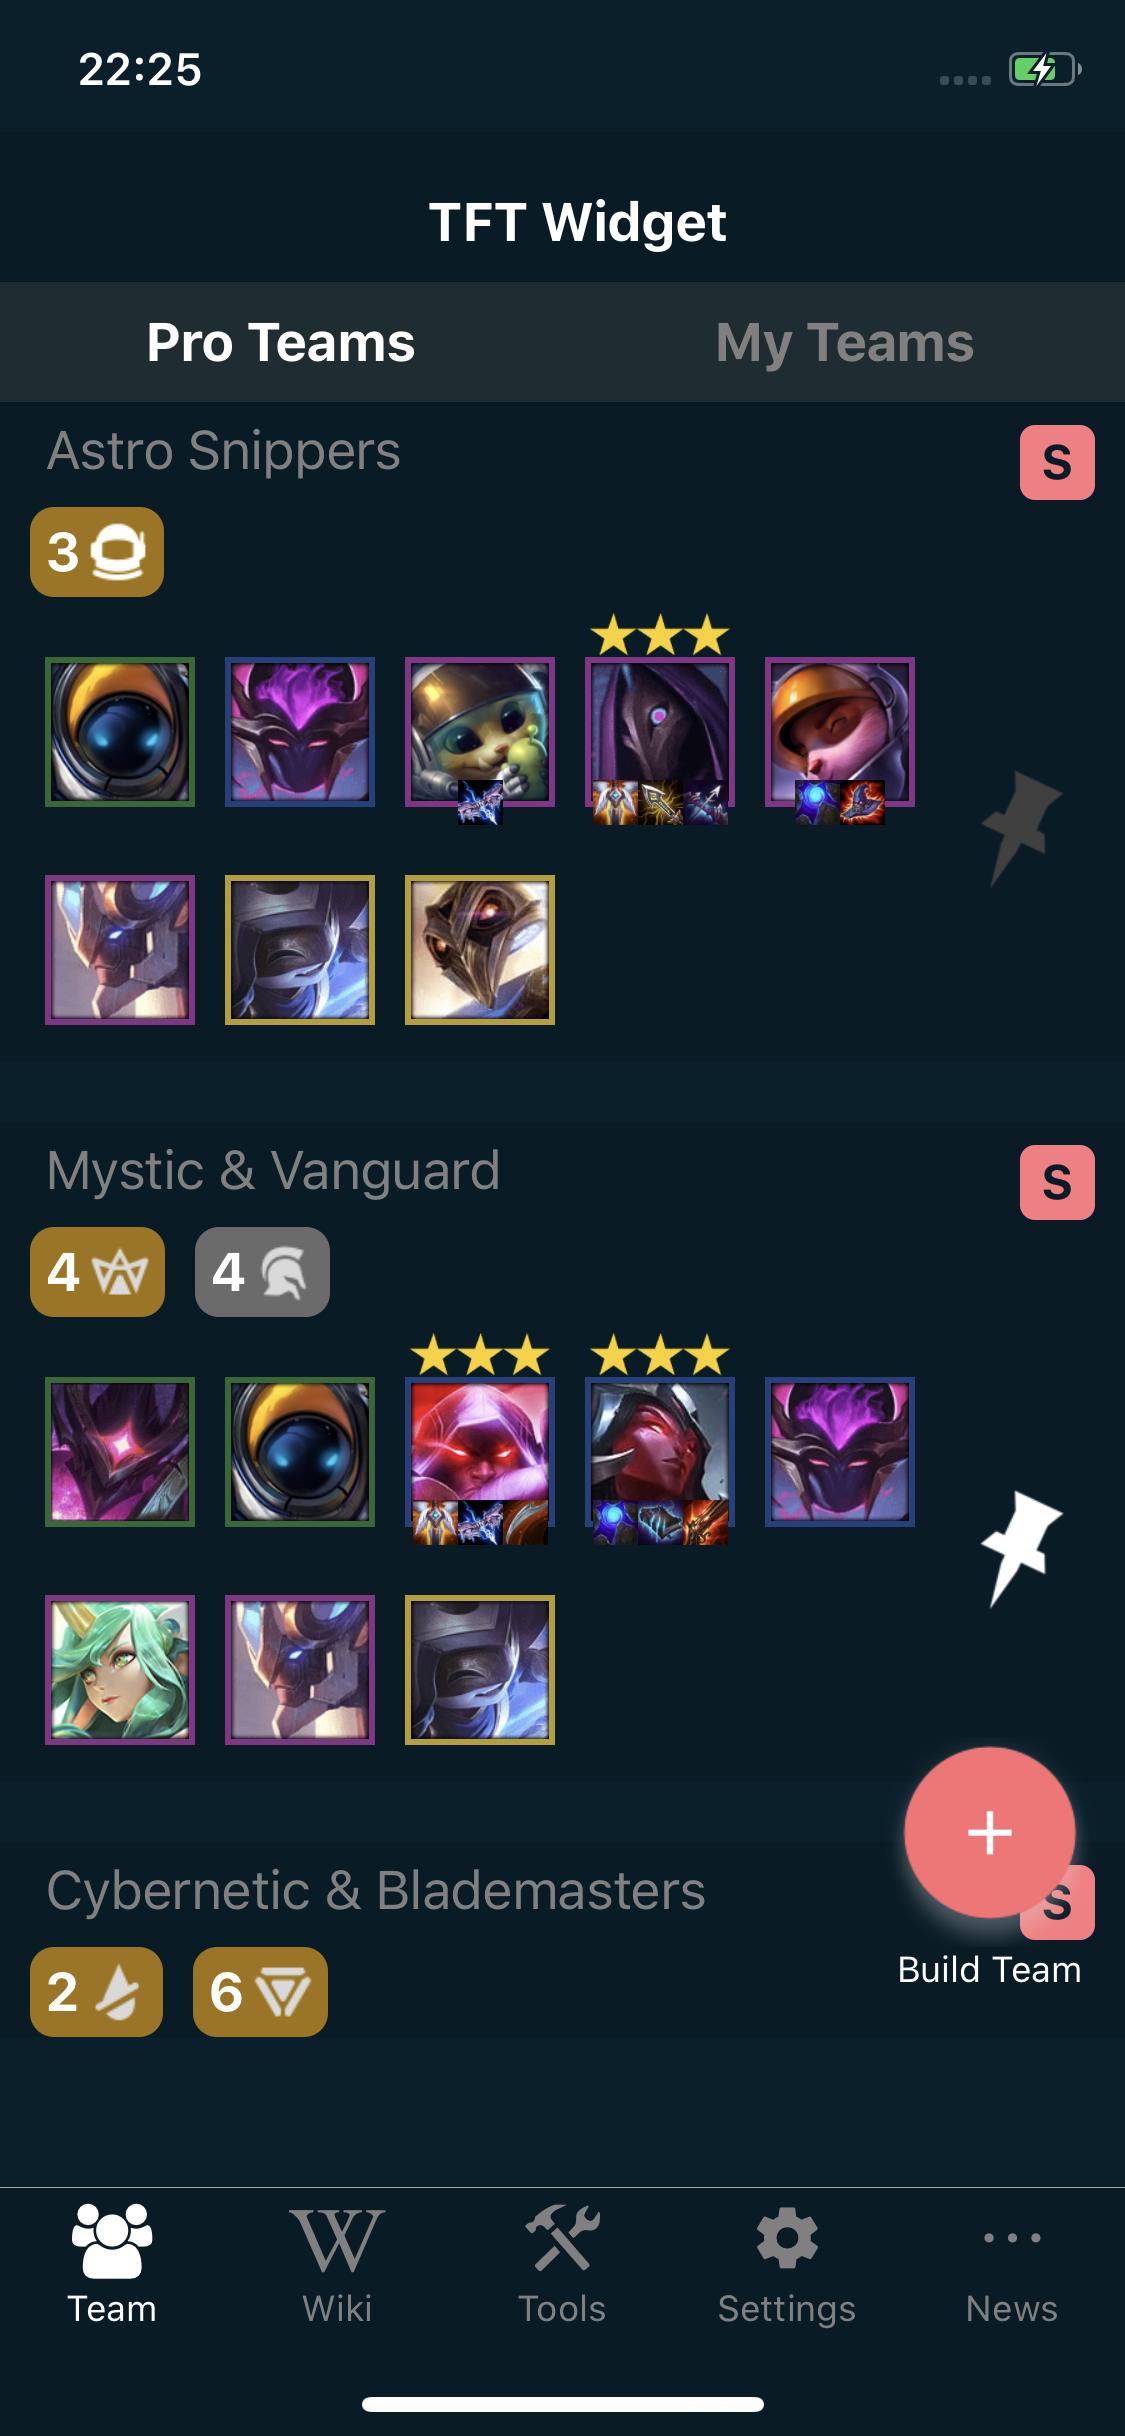 22:25
TFT Widget
Pro Teams
My Teams
Astro Snippers
S
3
Mystic & Vanguard
S
4
4
Cybernetic & Blademasters
S
Build Team
2
6
Team
Wiki
Tools
Settings
News